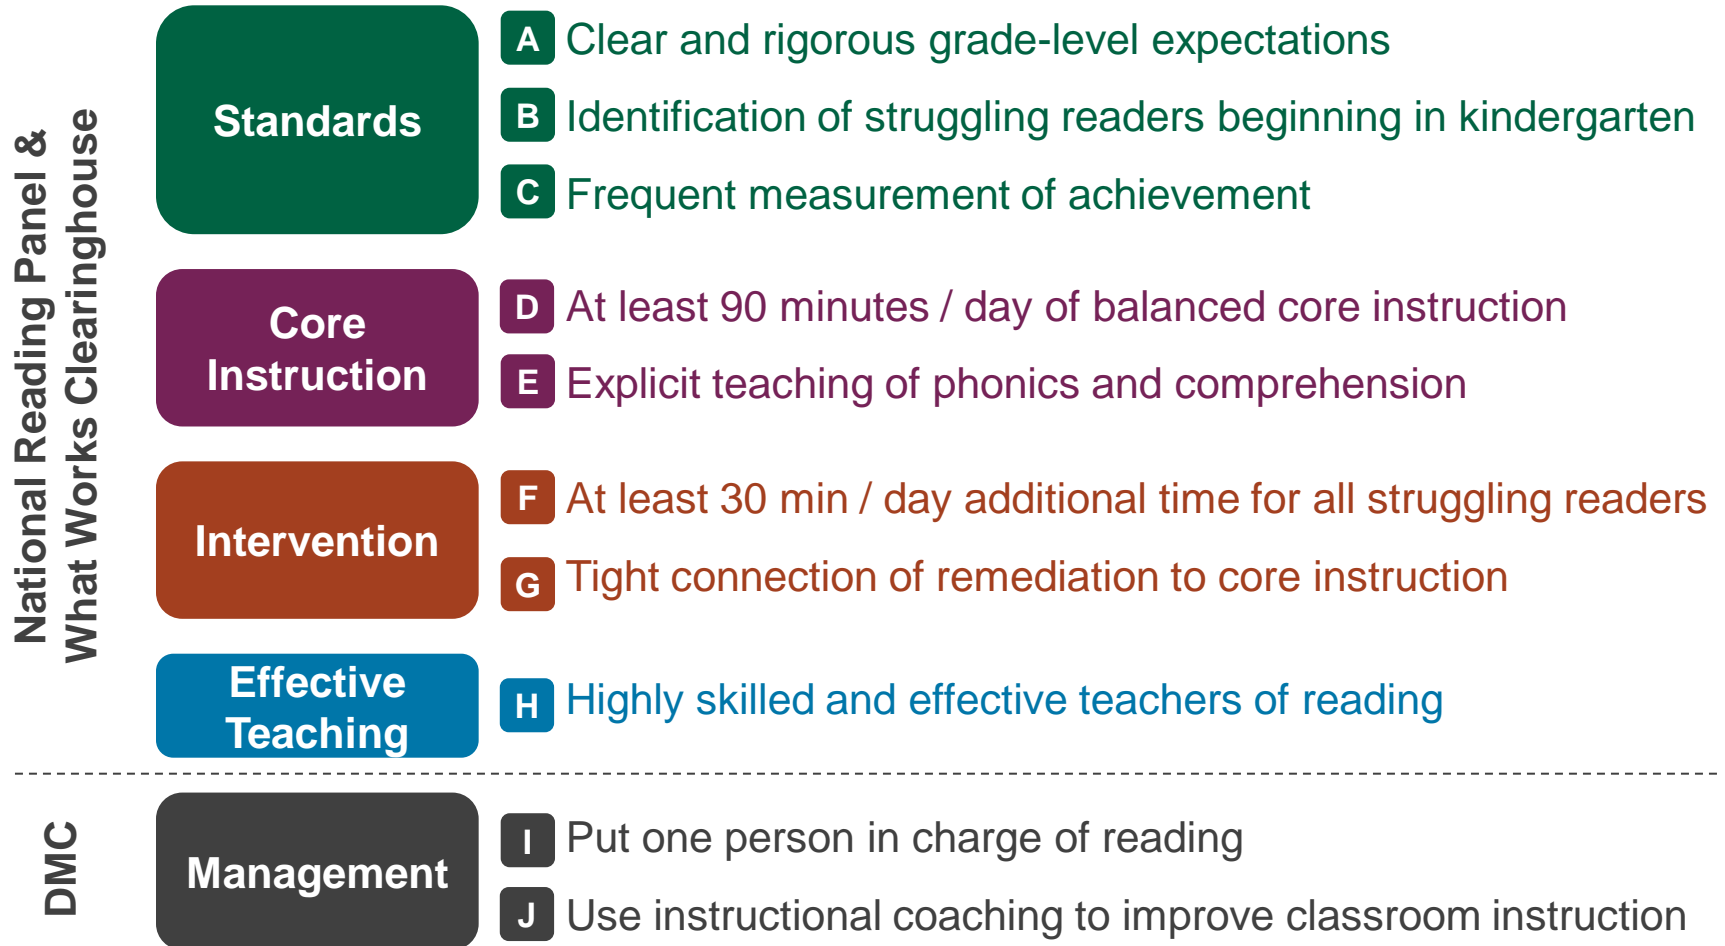 National Reading Panel &
What Works Clearinghouse
Standards
A Clear and rigorous grade-level expectations
B Identification of struggling readers beginning in kindergarten
C Frequent measurement of achievement
Core
Instruction
D At least 90 minutes / day of balanced core instruction
E Explicit teaching of phonics and comprehension
Intervention
F At least 30 min / day additional time for all struggling readers
G Tight connection of remediation to core instruction
Effective
Teaching
H Highly skilled and effective teachers of reading
DMC
Management
I Put one person in charge of reading
J Use instructional coaching to improve classroom instruction